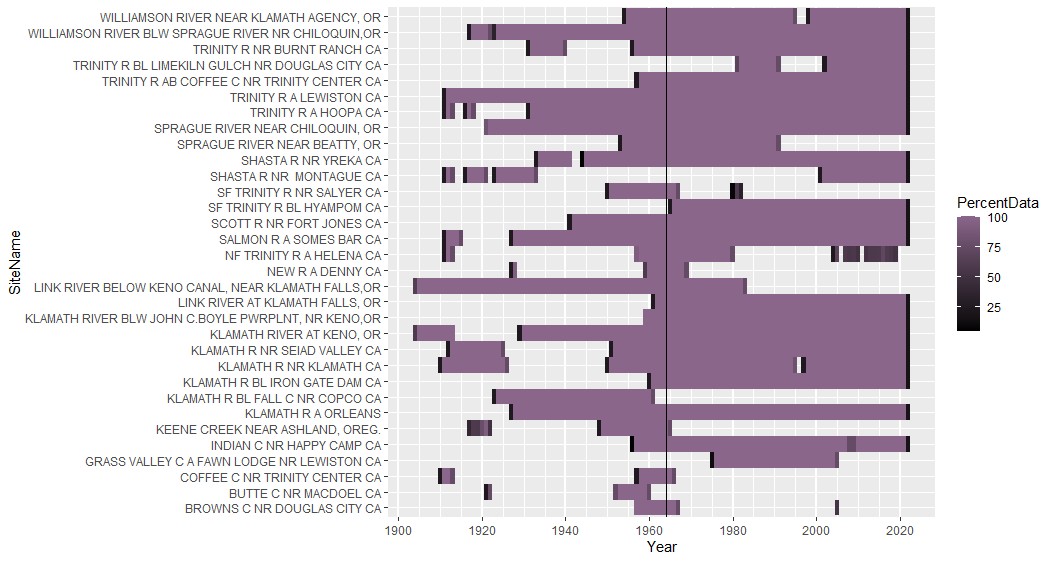 WILLIAMSON RIVER NEAR KLAMATH AGENCY, OR
WILLIAMSON RIVER BLW SPRAGUE RIVER NR CHILOQUIN,OR
TRINITY R NR BURNT RANCH CA
TRINITY R BL LIMEKILN GULCH NR DOUGLAS CITY CA
TRINITY R AB COFFEE C NR TRINITY CENTER CA
TRINITY R A LEWISTON CA
TRINITY R A HOOPA CA
SPRAGUE RIVER NEAR CHILOQUIN, OR
SPRAGUE RIVER NEAR BEATTY, OR
SHASTA R NR YREKA CA
SHASTA R NR  MONTAGUE CA
SF TRINITY R NR SALYER CA
SF TRINITY R BL HYAMPOM CA
SCOTT R NR FORT JONES CA
SALMON R A SOMES BAR CA
NF TRINITY R A HELENA CA
NEW R A DENNY CA
LINK RIVER BELOW KENO CANAL, NEAR KLAMATH FALLS,OR
LINK RIVER AT KLAMATH FALLS, OR
KLAMATH RIVER BLW JOHN C.BOYLE PWRPLNT, NR KENO,OR
KLAMATH RIVER AT KENO, OR
KLAMATH R NR SEIAD VALLEY CA
KLAMATH R NR KLAMATH CA
KLAMATH R BL IRON GATE DAM CA
KLAMATH R BL FALL C NR COPCO CA
KLAMATH R A ORLEANS
KEENE CREEK NEAR ASHLAND, OREG.
INDIAN C NR HAPPY CAMP CA
GRASS VALLEY C A FAWN LODGE NR LEWISTON CA
COFFEE C NR TRINITY CENTER CA
BUTTE C NR MACDOEL CA
BROWNS C NR DOUGLAS CITY CA
SiteName
1900 1920 1940 1960 1980 2000 2020
Year
PercentData
100
75
50
25